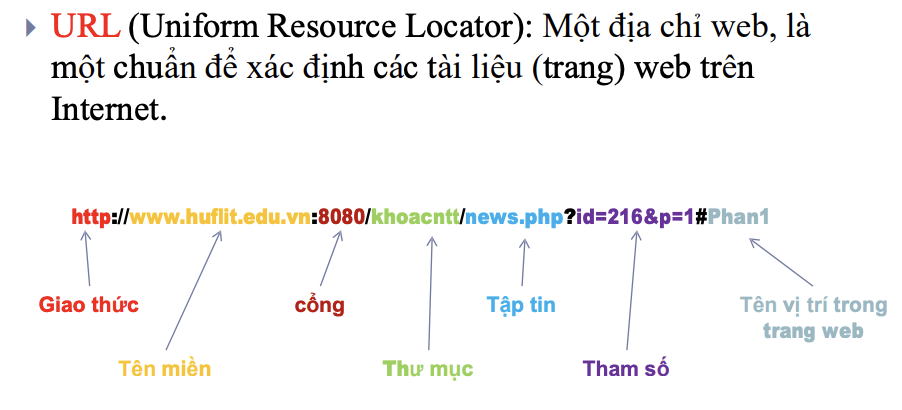 URL (Uniform Resource Locator): Một địa chỉ web, là
một chuẩn để xác định các tài liệu (trang) web trên
Internet.
http://www.huflit.edu.vn:8080/khoacntt/news.php?id=216&p=1#Phan1
Giao thức
cổng
Tập tin
Tên vị trí trong
trang web
Tên miền
Thư mục
Tham số